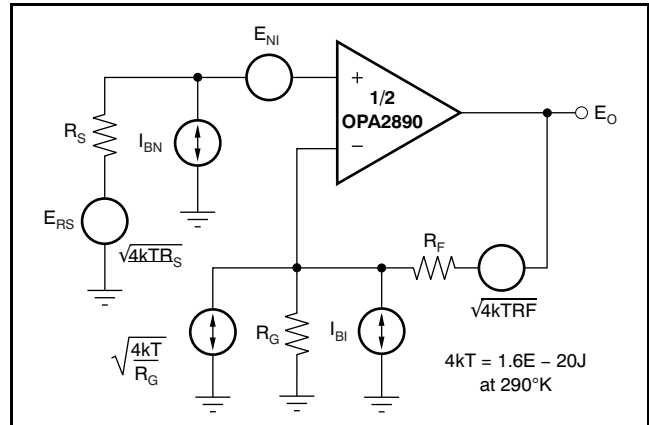 E_NI
+
1/2
OPA2890
−
E_O
R_S
I_BN
E_RS
√4kTR_S
R_F
√4kTRF
√4kT/R_G
R_G
I_BI
4kT = 1.6E − 20J
at 290°K